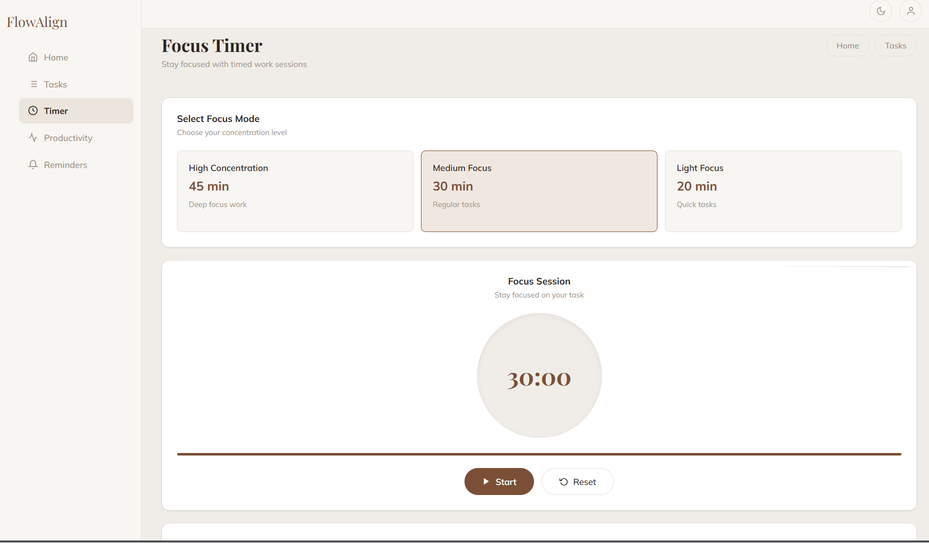 FlowAlign
Home
Tasks
Timer
Productivity
Reminders
Focus Timer
Stay focused with timed work sessions
Home
Tasks
Select Focus Mode
Choose your concentration level
High Concentration
45 min
Deep focus work
Medium Focus
30 min
Regular tasks
Light Focus
20 min
Quick tasks
Focus Session
Stay focused on your task
30:00
Start
Reset